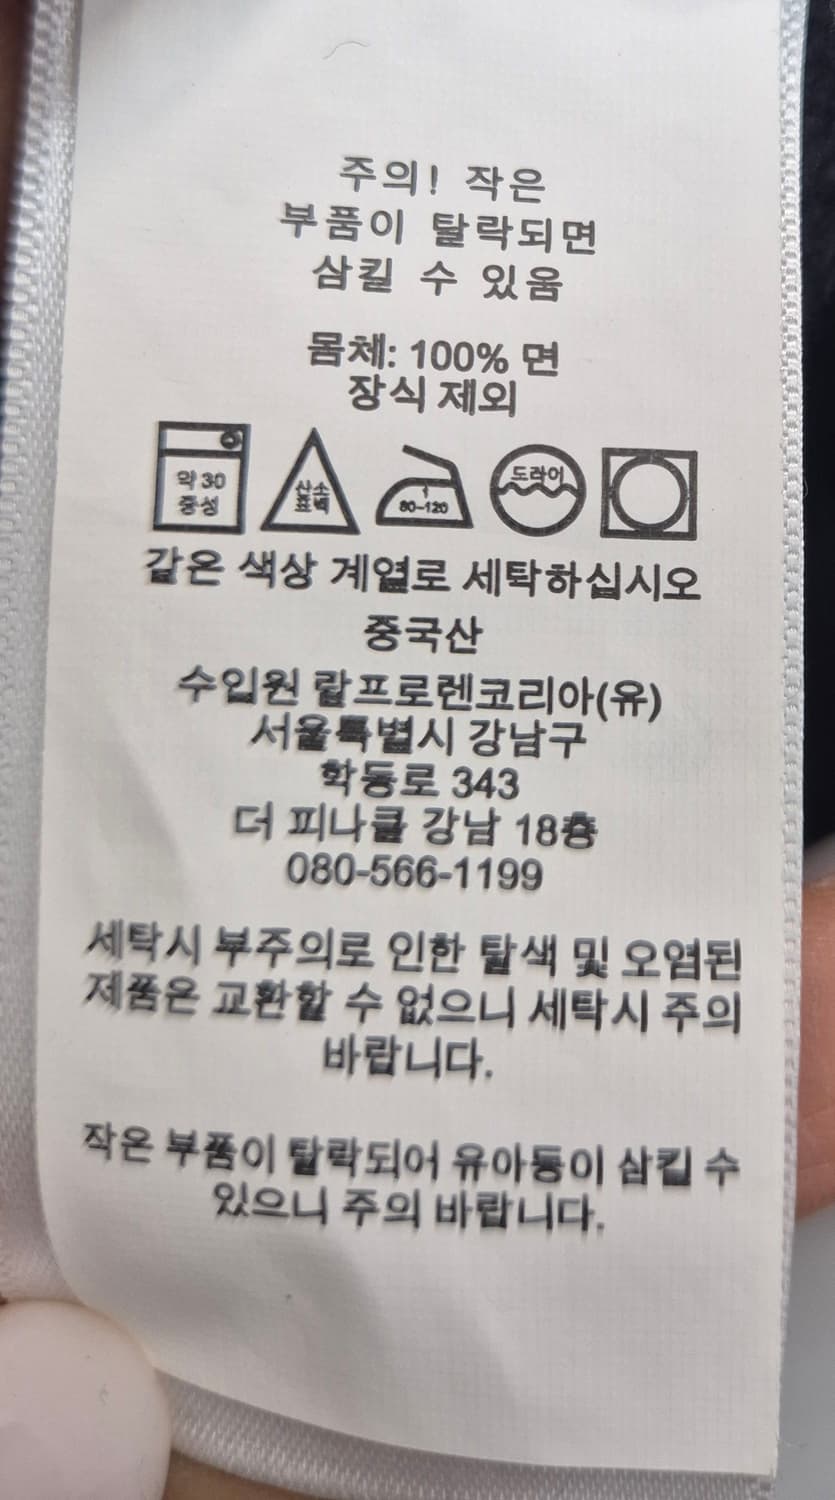 주의! 작은
부품이 탈락되면
삼킬 수 있움
몸체: 100% 면
장식 제외
약 30
중성
산소
표백
1
80~120
드라이
같은 색상 계열로 세탁하십시오
중국산
수입원 랄프로렌코리아(유)
서울특별시 강남구
학동로 343
더 피나클 강남 18층
080-566-1199
세탁시 부주의로 인한 탈색 및 오염된
제품은 교환할 수 없으니 세탁시 주의
바랍니다.
작은 부품이 탈락되어 유아등이 삼킬 수
있으니 주의 바랍니다.